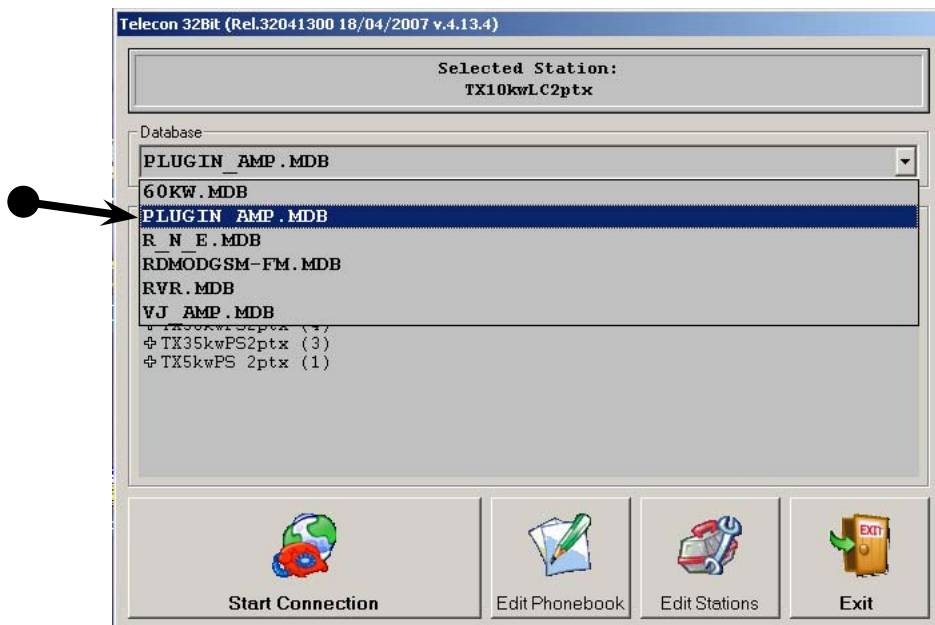 Telecon 32Bit (Rel.32041300 18/04/2007 v.4.13.4)
Selected Station:
TX10kwLC2ptx
Database
PLUGIN_AMP.MDB
60KW.MDB
PLUGIN_AMP.MDB
R_N_E.MDB
RDMODGSM-FM.MDB
RVR.MDB
VJ_AMP.MDB
TX35kwPS2ptx (3)
TX5kwPS 2ptx (1)
Start Connection
Edit Phonebook
Edit Stations
EXIT
Exit